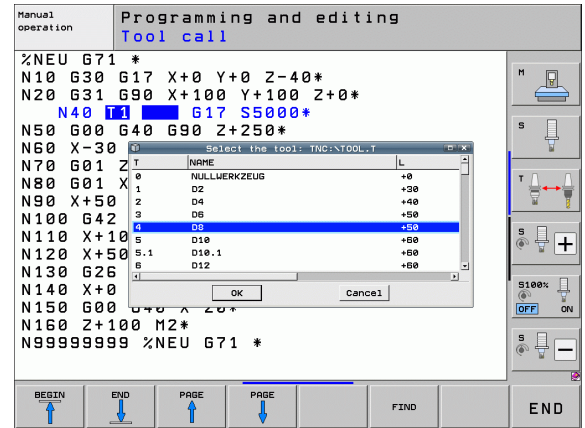 Manual
operation
Programming and editing
Tool call
%NEU G71 *
N10 G30 G17 X+0 Y+0 Z-40*
N20 G31 G90 X+100 Y+100 Z+0*
N40 T1 G17 S5000*
N50 G00 G40 G90 Z+250*
N60 X-30
N70 G01 Z
N80 G01 X
N90 X+50
N100 G42
N110 X+10
N120 X+50
N130 G26
N140 X+0
N150 G00 G40 X Z0*
N160 Z+100 M2*
N99999999 %NEU G71 *
Select the tool: TNC:\TOOL.T
T NAME L
0 NULLWERKZEUG +0
1 D2 +30
2 D4 +40
3 D6 +50
4 D8 +50
5 D10 +60
5.1 D10.1 +60
6 D12 +60
OK Cancel
M
S
T
S
+
S100%
OFF ON
S
—
BEGIN
END
PAGE
PAGE
FIND
END